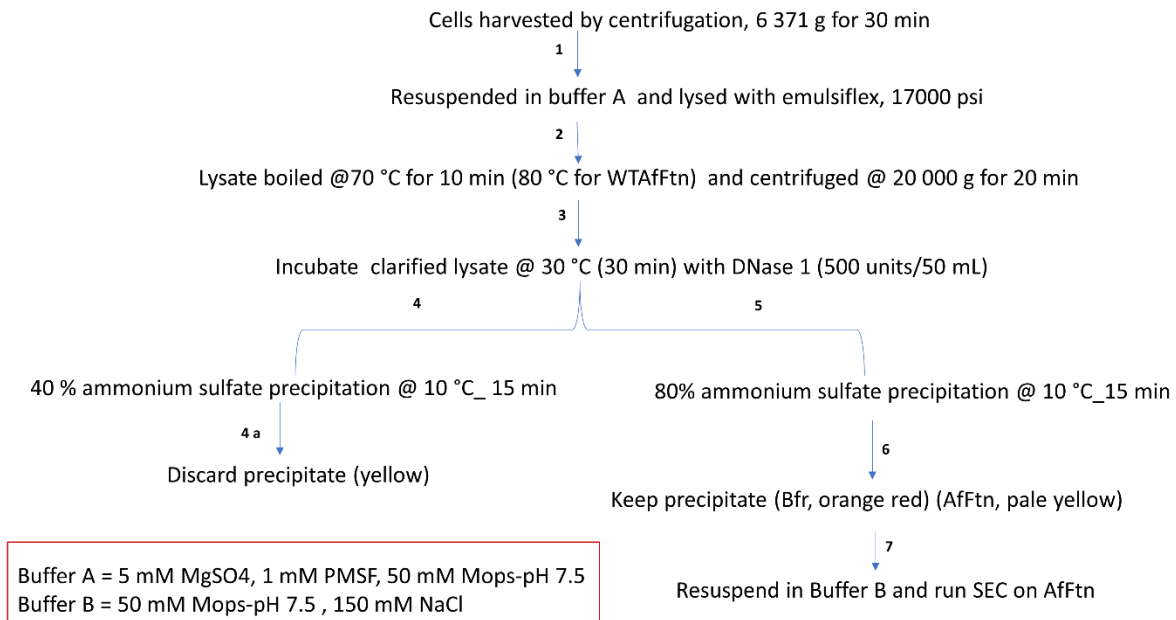 Cells harvested by centrifugation, 6 371 g for 30 min
1
Resuspended in buffer A and lysed with emulsiflex, 17000 psi
2
Lysate boiled @70 °C for 10 min (80 °C for WTAfFtn) and centrifuged @ 20 000 g for 20 min
3
Incubate clarified lysate @ 30 °C (30 min) with DNase 1 (500 units/50 mL)
4
5
40 % ammonium sulfate precipitation @ 10 °C_ 15 min
80% ammonium sulfate precipitation @ 10 °C_15 min
4 a
6
Discard precipitate (yellow)
Keep precipitate (Bfr, orange red) (AfFtn, pale yellow)
7
Resuspend in Buffer B and run SEC on AfFtn
Buffer A = 5 mM MgSO4, 1 mM PMSF, 50 mM Mops-pH 7.5
Buffer B = 50 mM Mops-pH 7.5 , 150 mM NaCl